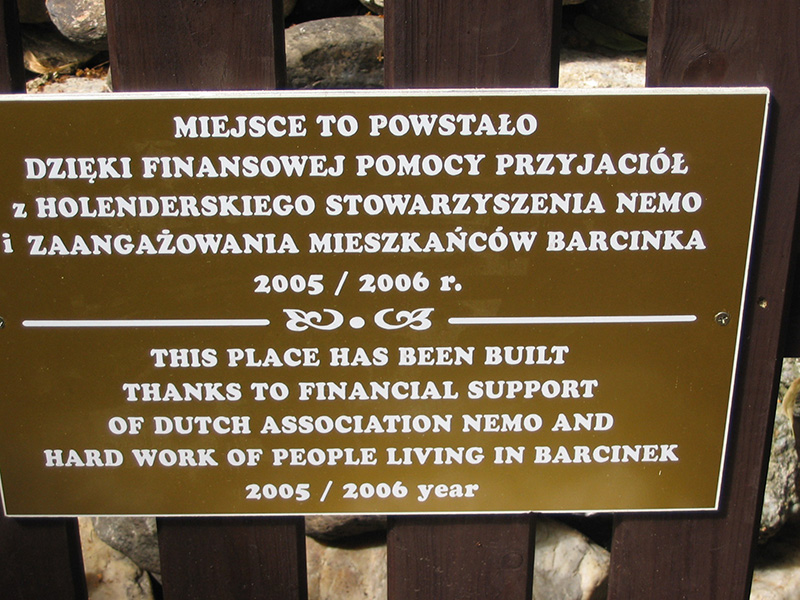 MIEJSCE TO POWSTAŁO
DZIĘKI FINANSOWEJ POMOCY PRZYJACIÓŁ
z HOLENDERSKIEGO STOWARZYSZENIA NEMO
i ZAANGAŻOWANIA MIESZKAŃCÓW BARCINKA
2005 / 2006 r.
THIS PLACE HAS BEEN BUILT
THANKS TO FINANCIAL SUPPORT
OF DUTCH ASSOCIATION NEMO AND
HARD WORK OF PEOPLE LIVING IN BARCINEK
2005 / 2006 year